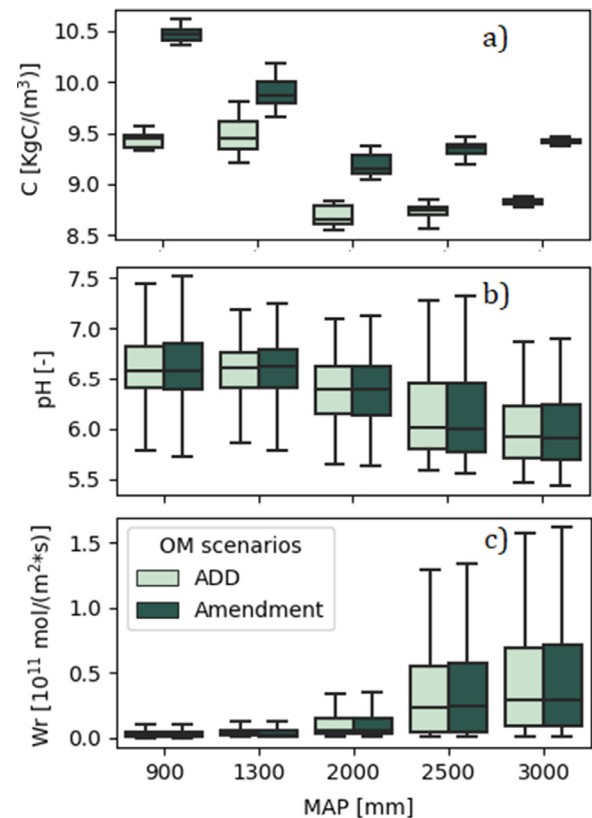 a)
C [KgC/(m³)]
10.5
10.0
9.5
9.0
8.5
b)
pH [-]
7.5
7.0
6.5
6.0
5.5
c)
Wr [10¹¹ mol/(m²*s)]
1.5
1.0
0.5
0.0
OM scenarios
ADD
Amendment
900 1300 2000 2500 3000
MAP [mm]